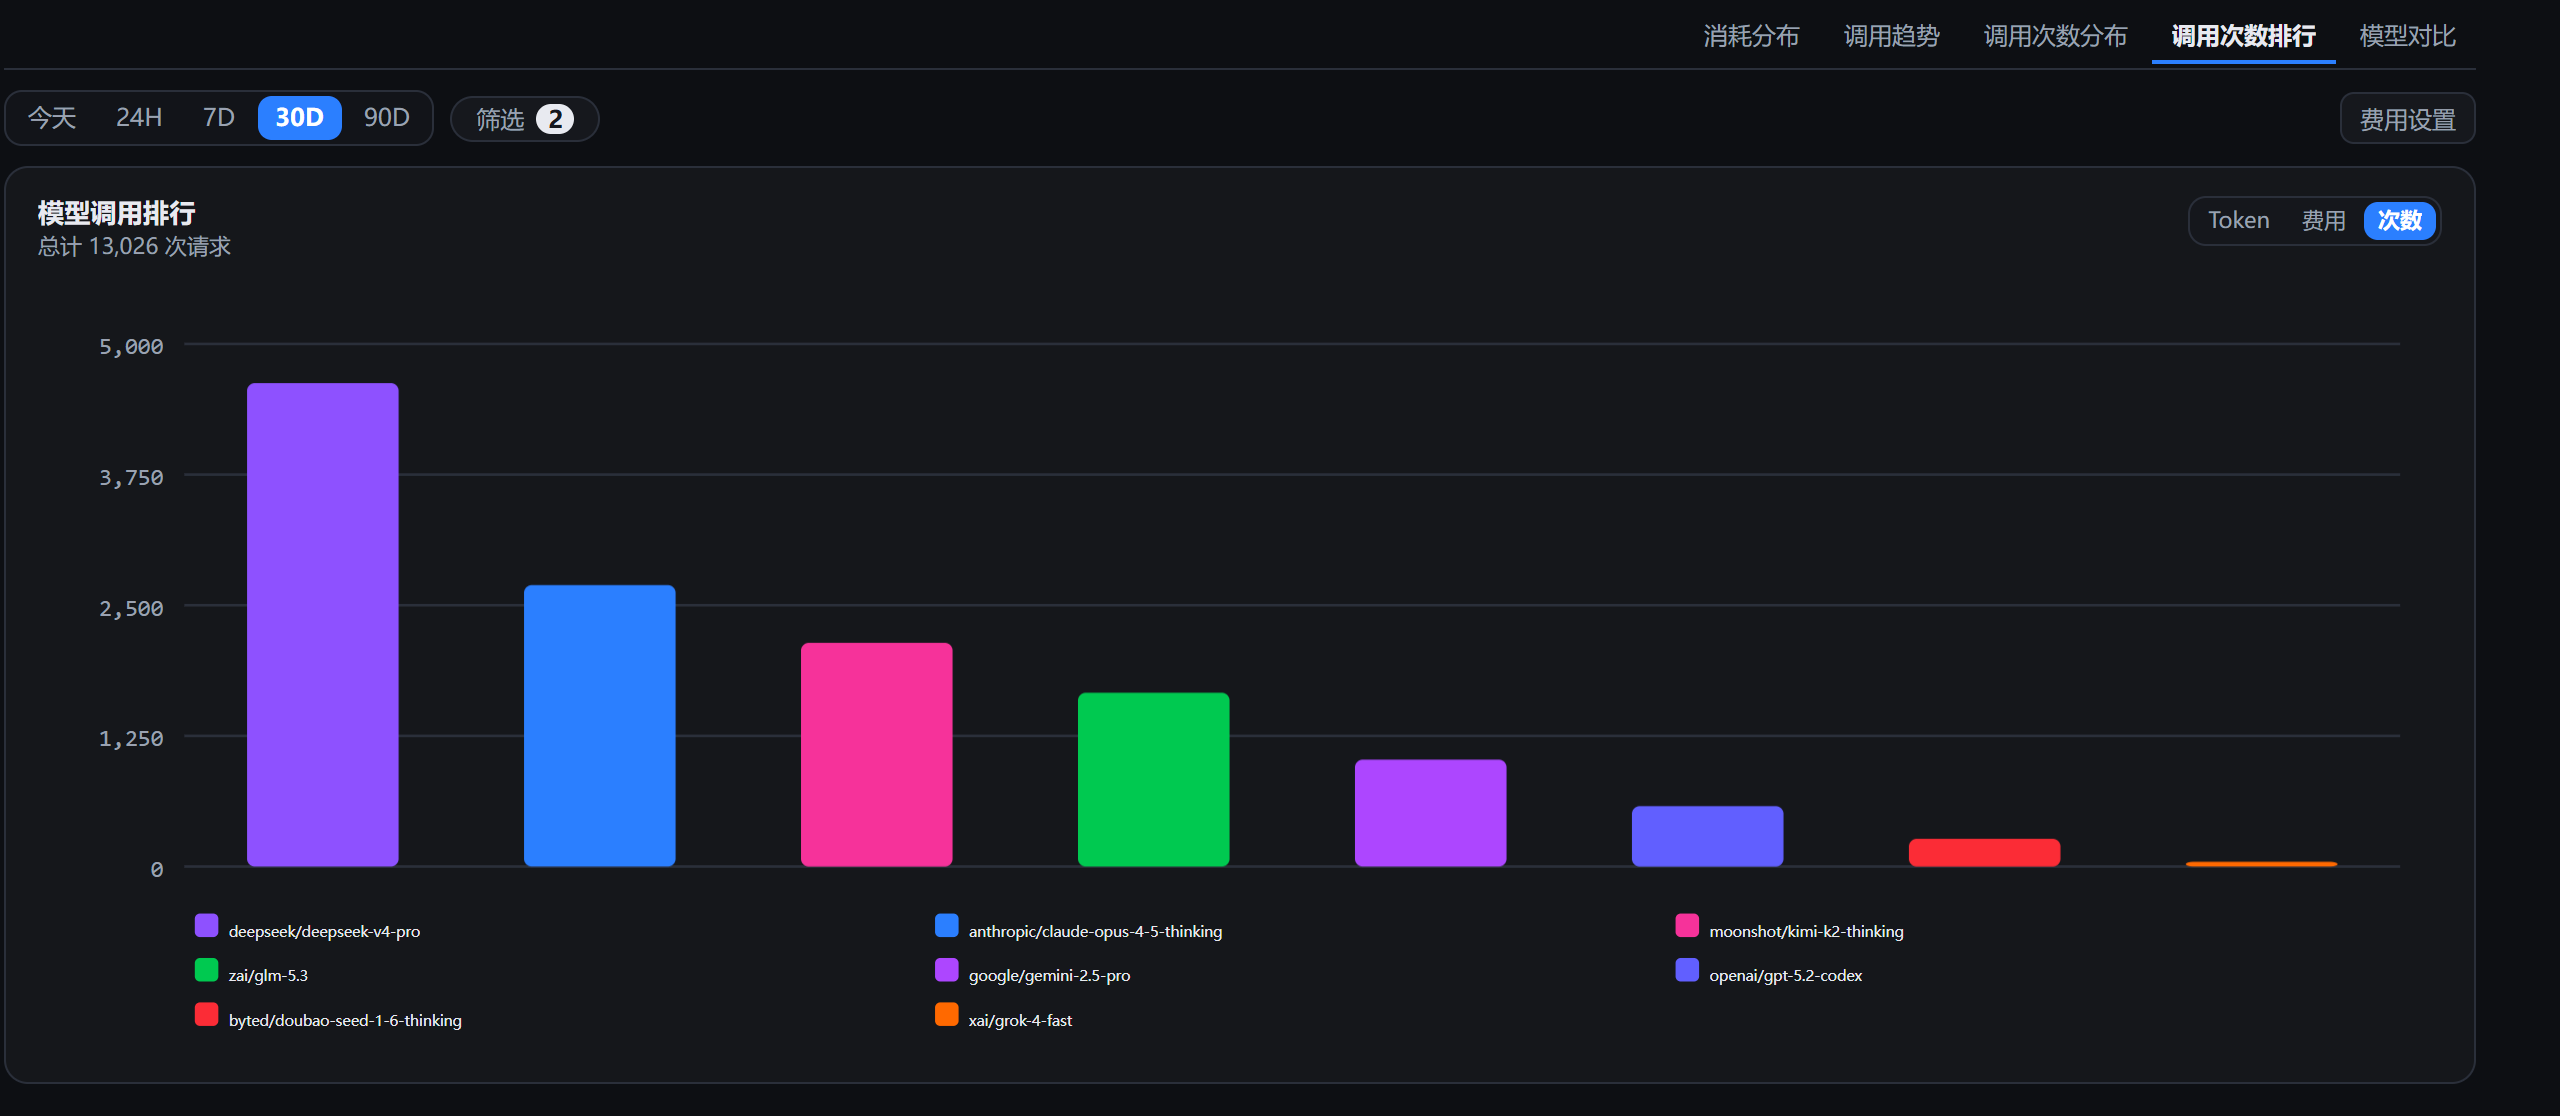 消耗分布 调用趋势 调用次数分布 调用次数排行 模型对比
今天 24H 7D 30D 90D 筛选 2 费用设置
模型调用排行
总计 13,026 次请求
Token 费用 次数
5,000
3,750
2,500
1,250
0
deepseek/deepseek-v4-pro anthropic/claude-opus-4-5-thinking moonshot/kimi-k2-thinking
zai/glm-5.3 google/gemini-2.5-pro openai/gpt-5.2-codex
byted/doubao-seed-1-6-thinking xai/grok-4-fast